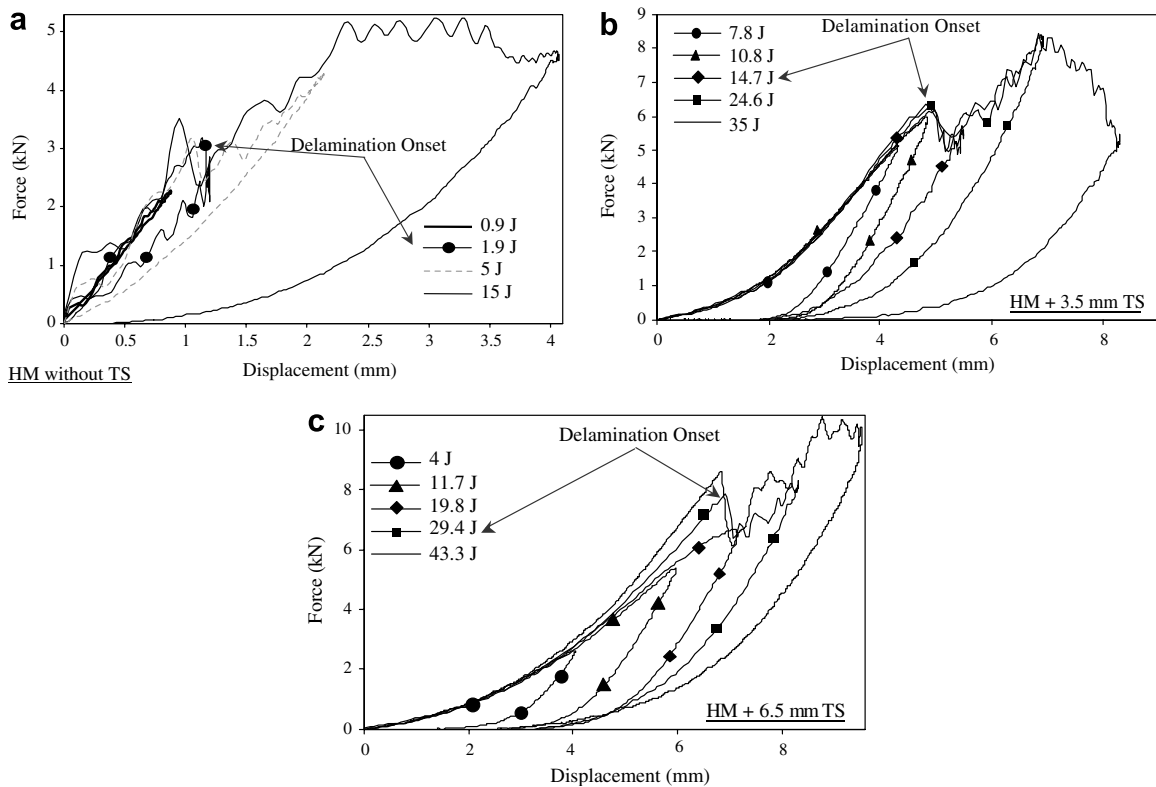 a
Force (kN)
5
4
3
2
1
0
0 0.5 1 1.5 2 2.5 3 3.5 4
Displacement (mm)
Delamination Onset
0.9 J
1.9 J
5 J
15 J
HM without TS
b
Force (kN)
9
8
7
6
5
4
3
2
1
0
0 2 4 6 8
Displacement (mm)
7.8 J
10.8 J
14.7 J
24.6 J
35 J
Delamination Onset
HM + 3.5 mm TS
c
Force (kN)
10
8
6
4
2
0
0 2 4 6 8
Displacement (mm)
Delamination Onset
4 J
11.7 J
19.8 J
29.4 J
43.3 J
HM + 6.5 mm TS